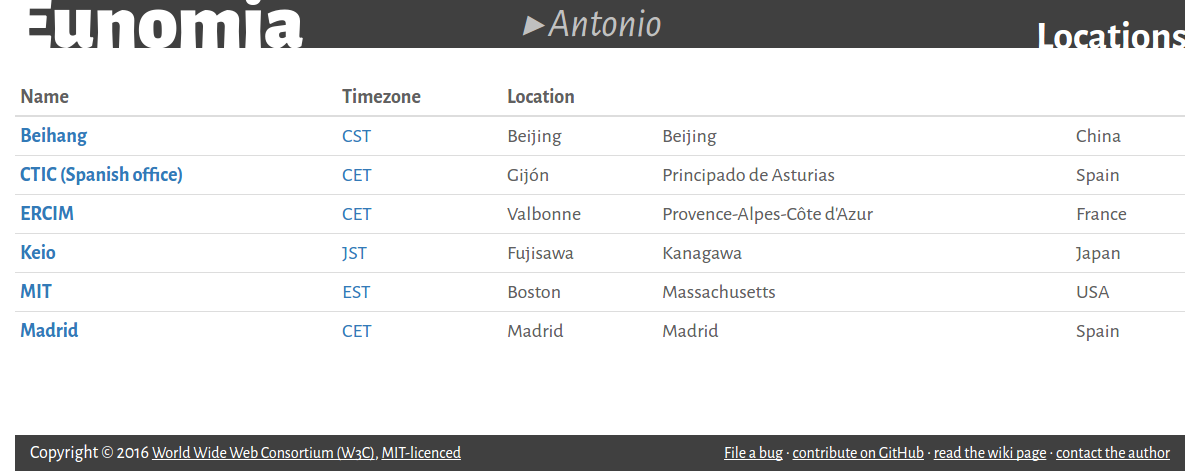 Eunomia ▶Antonio Locations
Name Timezone Location
Beihang CST Beijing Beijing China
CTIC (Spanish office) CET Gijón Principado de Asturias Spain
ERCIM CET Valbonne Provence-Alpes-Côte d'Azur France
Keio JST Fujisawa Kanagawa Japan
MIT EST Boston Massachusetts USA
Madrid CET Madrid Madrid Spain
Copyright © 2016 World Wide Web Consortium (W3C), MIT-licenced File a bug · contribute on GitHub · read the wiki page · contact the author